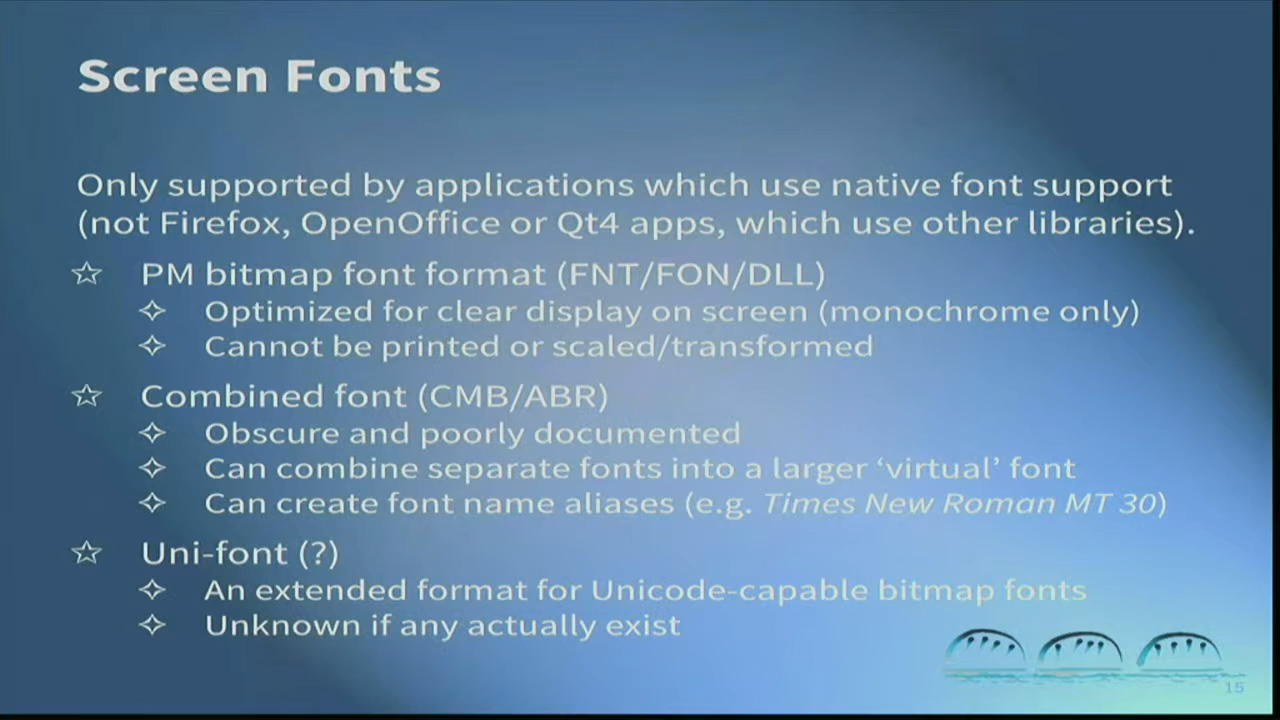 Screen Fonts
Only supported by applications which use native font support
(not Firefox, OpenOffice or Qt4 apps, which use other libraries).
☆ PM bitmap font format (FNT/FON/DLL)
✧ Optimized for clear display on screen (monochrome only)
✧ Cannot be printed or scaled/transformed
☆ Combined font (CMB/ABR)
✧ Obscure and poorly documented
✧ Can combine separate fonts into a larger ‘virtual’ font
✧ Can create font name aliases (e.g. Times New Roman MT 30)
☆ Uni-font (?)
✧ An extended format for Unicode-capable bitmap fonts
✧ Unknown if any actually exist
15